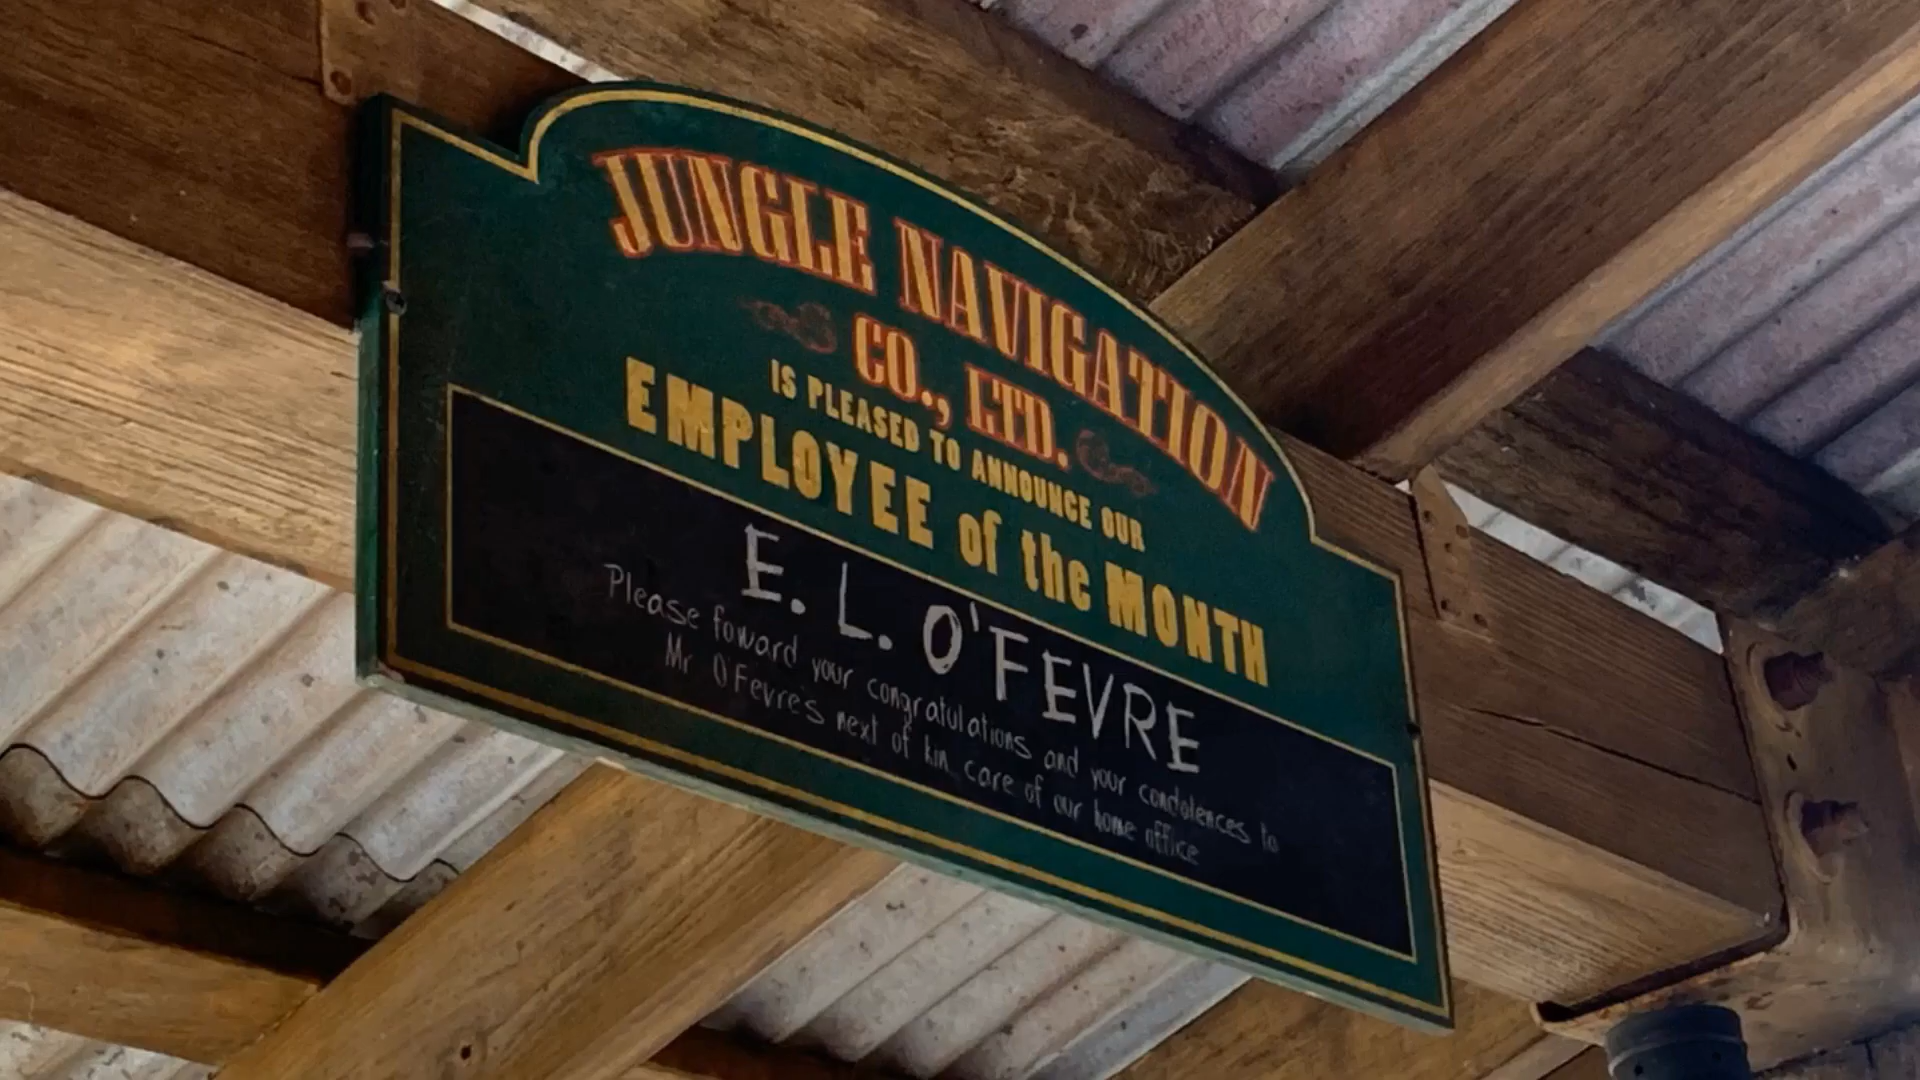 JUNGLE NAVIGATION
CO., LTD.
IS PLEASED TO ANNOUNCE OUR
EMPLOYEE of the MONTH
E. L. O'FEVRE
Please foward your congratulations and your condolences to
Mr O'Fevre's next of kin care of our home office